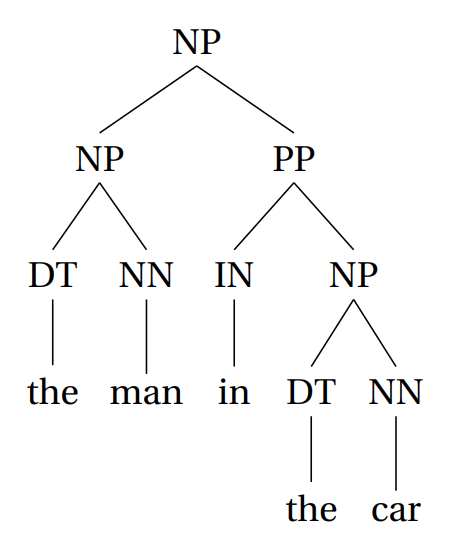 NP
NP PP
DT NN IN NP
the man in DT NN
the car